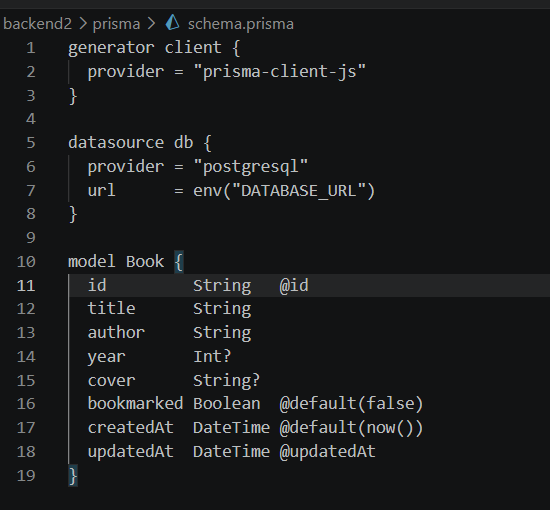 backend2 > prisma > schema.prisma
1 generator client {
2   provider = "prisma-client-js"
3 }
4
5 datasource db {
6   provider = "postgresql"
7   url      = env("DATABASE_URL")
8 }
9
10 model Book {
11   id         String   @id
12   title      String
13   author     String
14   year       Int?
15   cover      String?
16   bookmarked Boolean  @default(false)
17   createdAt  DateTime @default(now())
18   updatedAt  DateTime @updatedAt
19 }